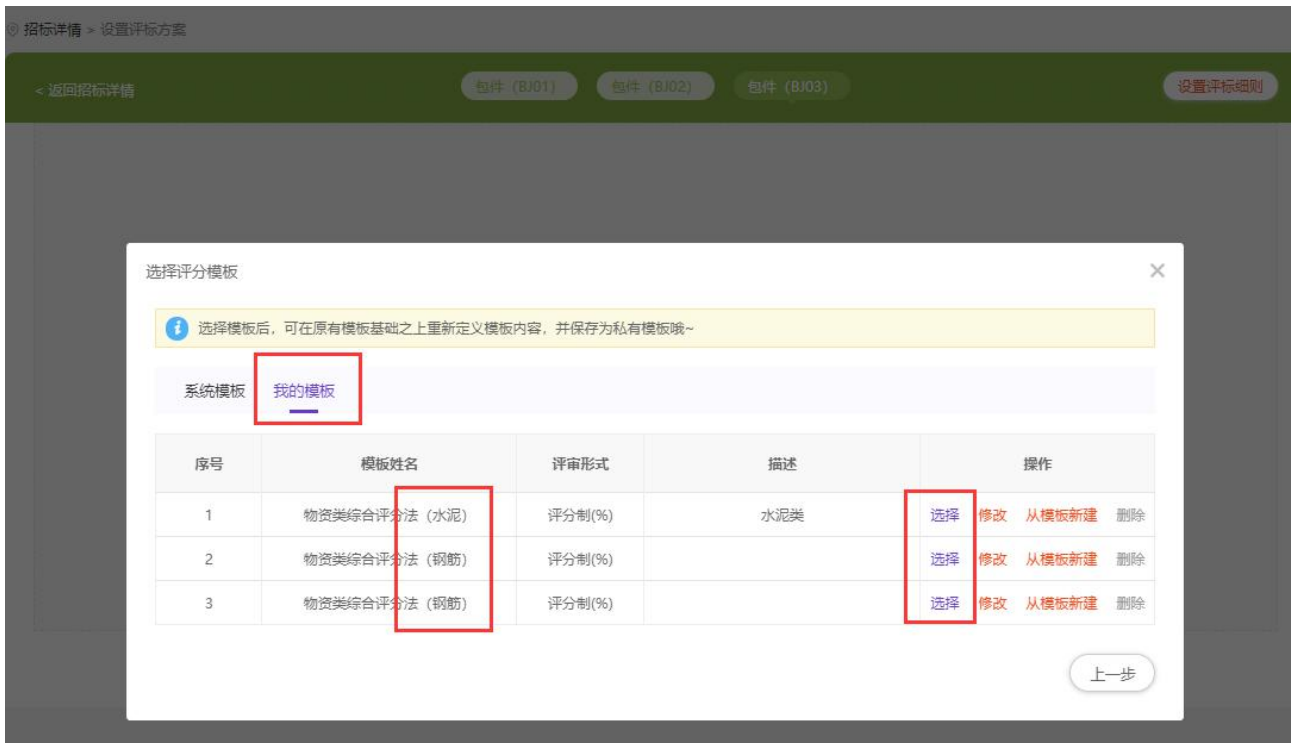 招标详情 > 设置评标方案
< 返回招标详情 包件（BJ01） 包件（BJ02） 包件（BJ03） 设置评标细则
选择评分模板 ×
i 选择模板后，可在原有模板基础之上重新定义模板内容，并保存为私有模板哦~
系统模板 我的模板
序号 模板姓名 评审形式 描述 操作
1 物资类综合评分法（水泥） 评分制(%) 水泥类 选择 修改 从模板新建 删除
2 物资类综合评分法（钢筋） 评分制(%) 选择 修改 从模板新建 删除
3 物资类综合评分法（钢筋） 评分制(%) 选择 修改 从模板新建 删除
上一步